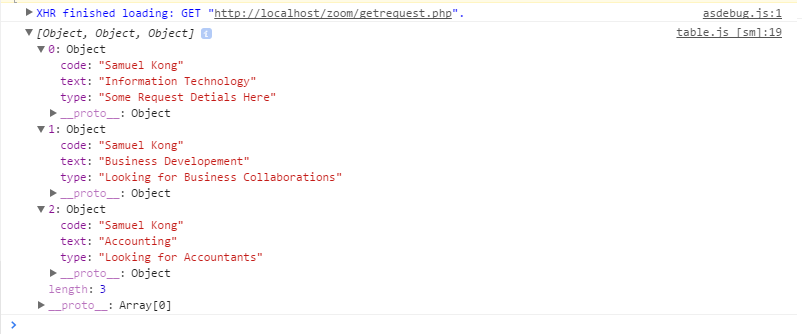 XHR finished loading: GET "http://localhost/zoom/getrequest.php". asdebug.js:1
[Object, Object, Object] i table.js [sm]:19
0: Object
code: "Samuel Kong"
text: "Information Technology"
type: "Some Request Detials Here"
__proto__: Object
1: Object
code: "Samuel Kong"
text: "Business Developement"
type: "Looking for Business Collaborations"
__proto__: Object
2: Object
code: "Samuel Kong"
text: "Accounting"
type: "Looking for Accountants"
__proto__: Object
length: 3
__proto__: Array[0]